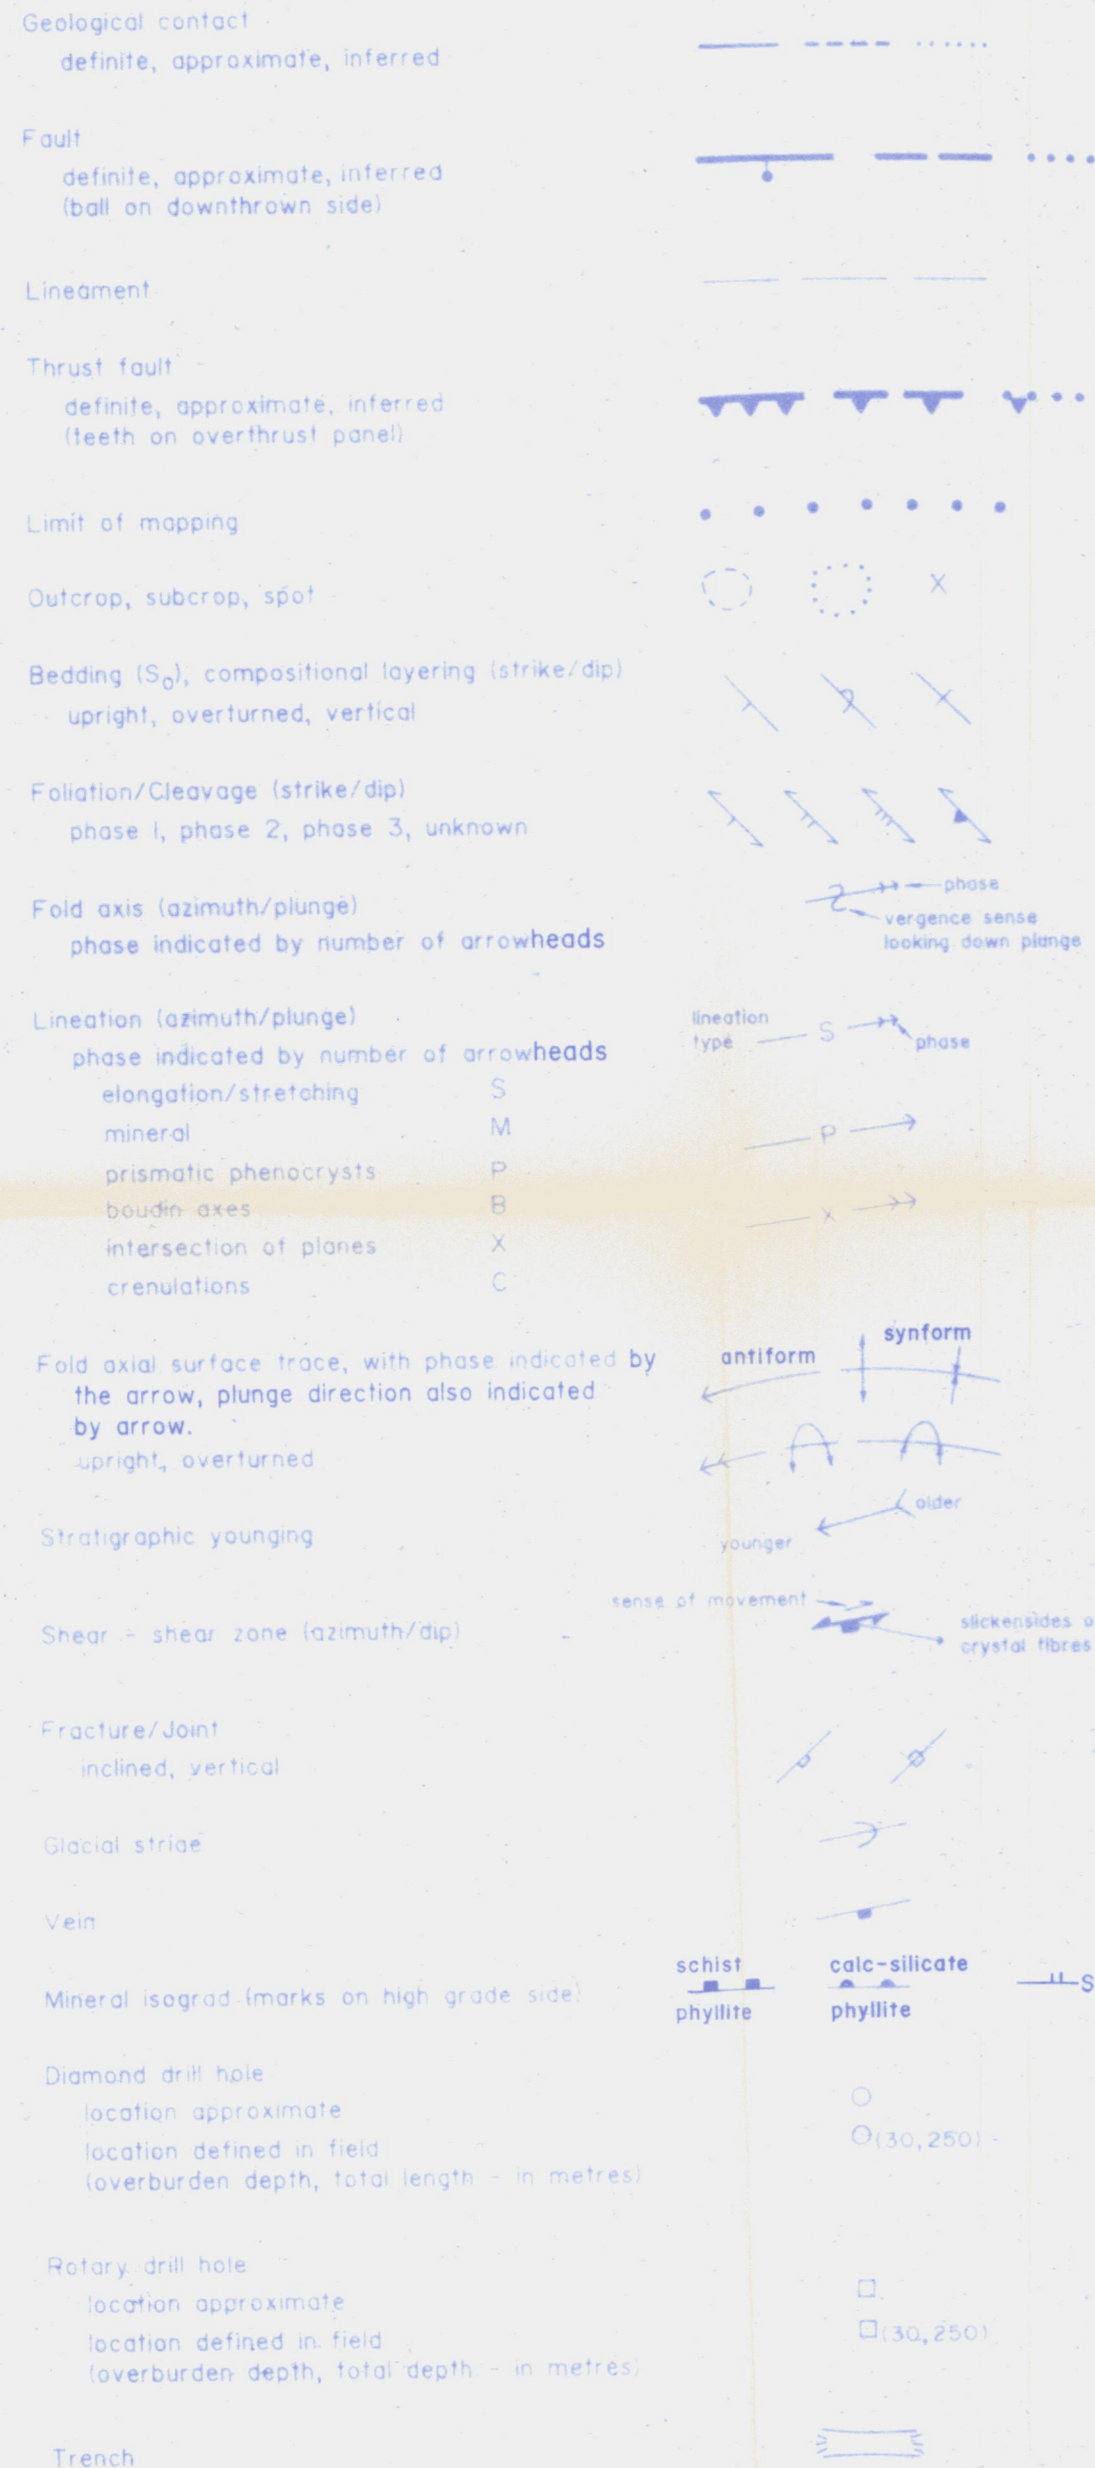 Geological contact
definite, approximate, inferred
Fault
definite, approximate, inferred
(ball on downthrown side)
Lineament
Thrust fault
definite, approximate, inferred
(teeth on overthrust panel)
Limit of mapping
Outcrop, subcrop, spot
X
Bedding (S₀), compositional layering (strike/dip)
upright, overturned, vertical
Foliation/Cleavage (strike/dip)
phase 1, phase 2, phase 3, unknown
Fold axis (azimuth/plunge)
phase
phase indicated by number of arrowheads
vergence sense
looking down plunge
Lineation (azimuth/plunge)
lineation
type
S
phase
phase indicated by number of arrowheads
elongation/stretching S
mineral M
P
prismatic phenocrysts P
boudin axes B
X
intersection of planes X
crenulations C
Fold axial surface trace, with phase indicated by
antiform
synform
the arrow, plunge direction also indicated
by arrow.
upright, overturned
Stratigraphic younging
older
younger
sense of movement
Shear - shear zone (azimuth/dip)
slickensides o
crystal fibres
Fracture/Joint
inclined, vertical
Glacial striae
Vein
Mineral isograd (marks on high grade side)
schist
phyllite
calc-silicate
phyllite
S
Diamond drill hole
location approximate
location defined in field
(30,250)
(overburden depth, total length - in metres)
Rotary drill hole
location approximate
location defined in field
(30,250)
(overburden depth, total depth - in metres)
Trench